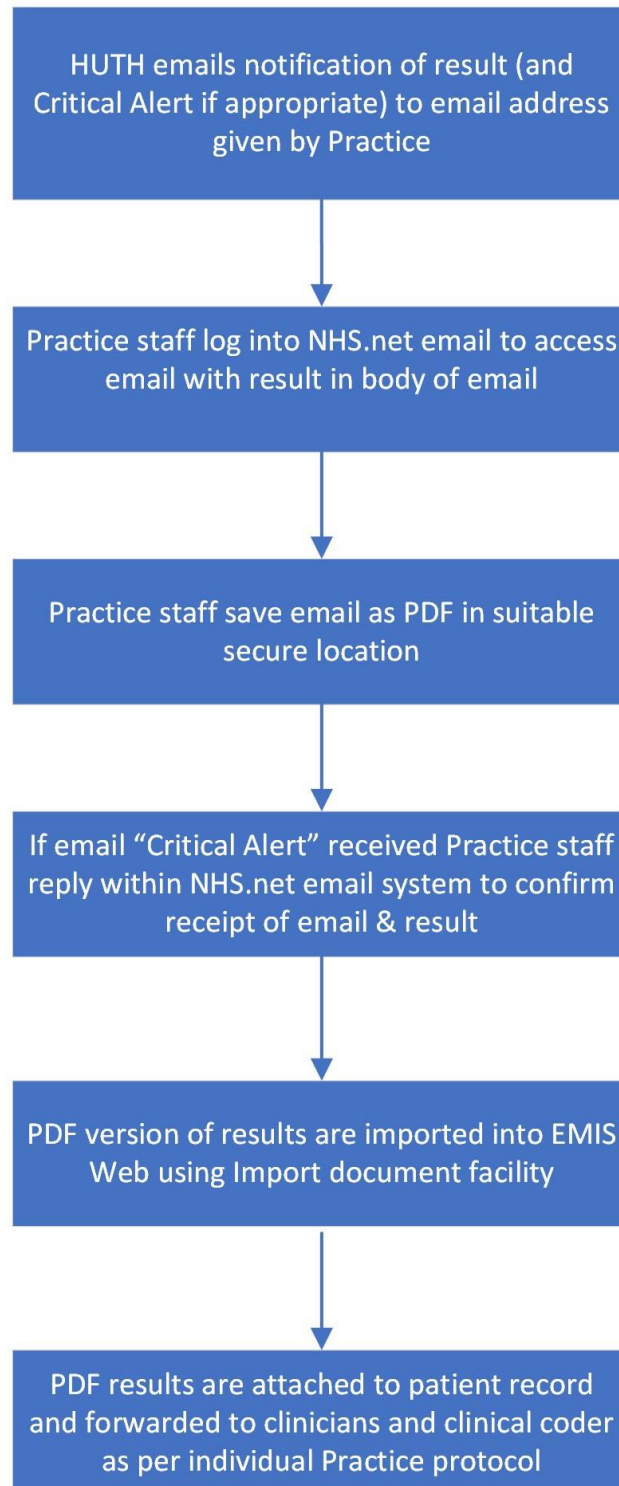 HUTH emails notification of result (and
Critical Alert if appropriate) to email address
given by Practice
Practice staff log into NHS.net email to access
email with result in body of email
Practice staff save email as PDF in suitable
secure location
If email “Critical Alert” received Practice staff
reply within NHS.net email system to confirm
receipt of email & result
PDF version of results are imported into EMIS
Web using Import document facility
PDF results are attached to patient record
and forwarded to clinicians and clinical coder
as per individual Practice protocol